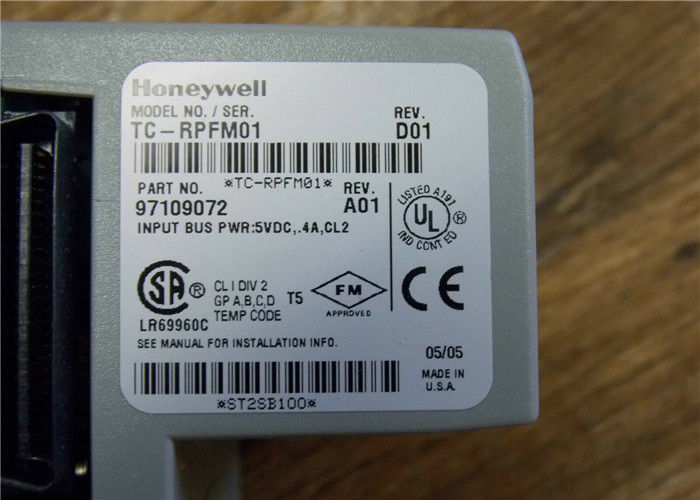 Honeywell
MODEL NO. / SER. REV.
TC-RPFM01 D01
*TC-RPFM01*
PART NO. REV.
97109072 A01
INPUT BUS PWR:5VDC,.4A,CL2
LISTED A197
UL ®
IND CONT EQ
SA ®
CL I DIV 2
GP A,B,C,D T5
TEMP CODE
LR69960C
FM
APPROVED
CE
SEE MANUAL FOR INSTALLATION INFO.
05/05
MADE IN
U.S.A.
*ST2SB100*